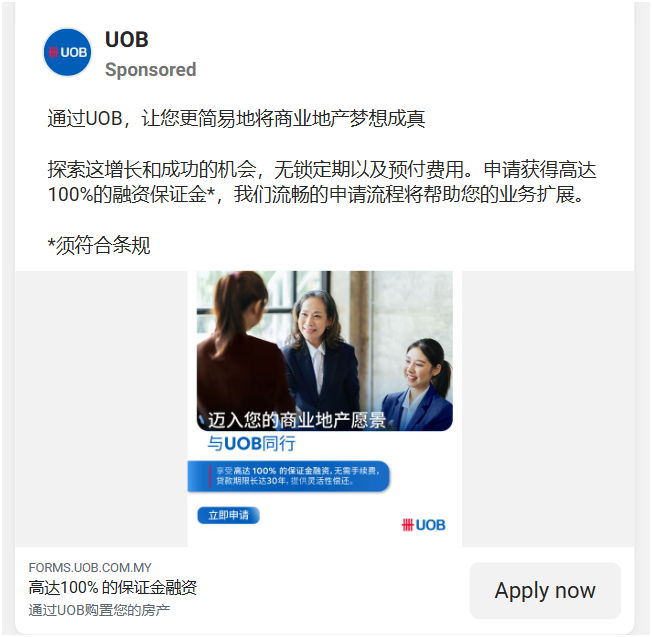 UOB
UOB
Sponsored
通过UOB，让您更简易地将商业地产梦想成真
探索这增长和成功的机会，无锁定期以及预付费用。申请获得高达
100%的融资保证金*，我们流畅的申请流程将帮助您的业务扩展。
*须符合条规
迈入您的商业地产愿景
与UOB同行
享受高达 100% 的保证金融资，无需手续费，
贷款期限长达30年，提供灵活性偿还。
立即申请
UOB
FORMS.UOB.COM.MY
高达100% 的保证金融资
通过UOB购置您的房产
Apply now